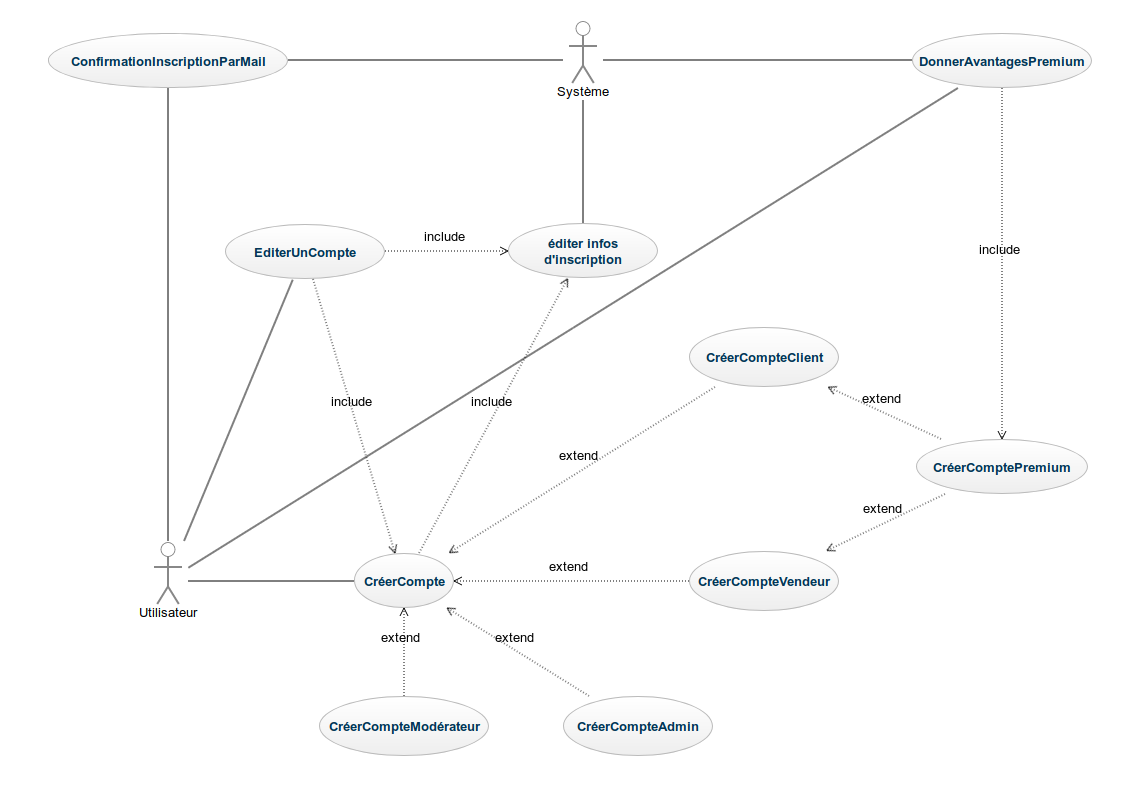 ConfirmationInscriptionParMail
DonnerAvantagesPremium
Système
include
EditerUnCompte
éditer infos
d'inscription
include
CréerCompteClient
include
include
extend
extend
CréerComptePremium
extend
extend
CréerCompte
CréerCompteVendeur
Utilisateur
extend
extend
CréerCompteModérateur
CréerCompteAdmin